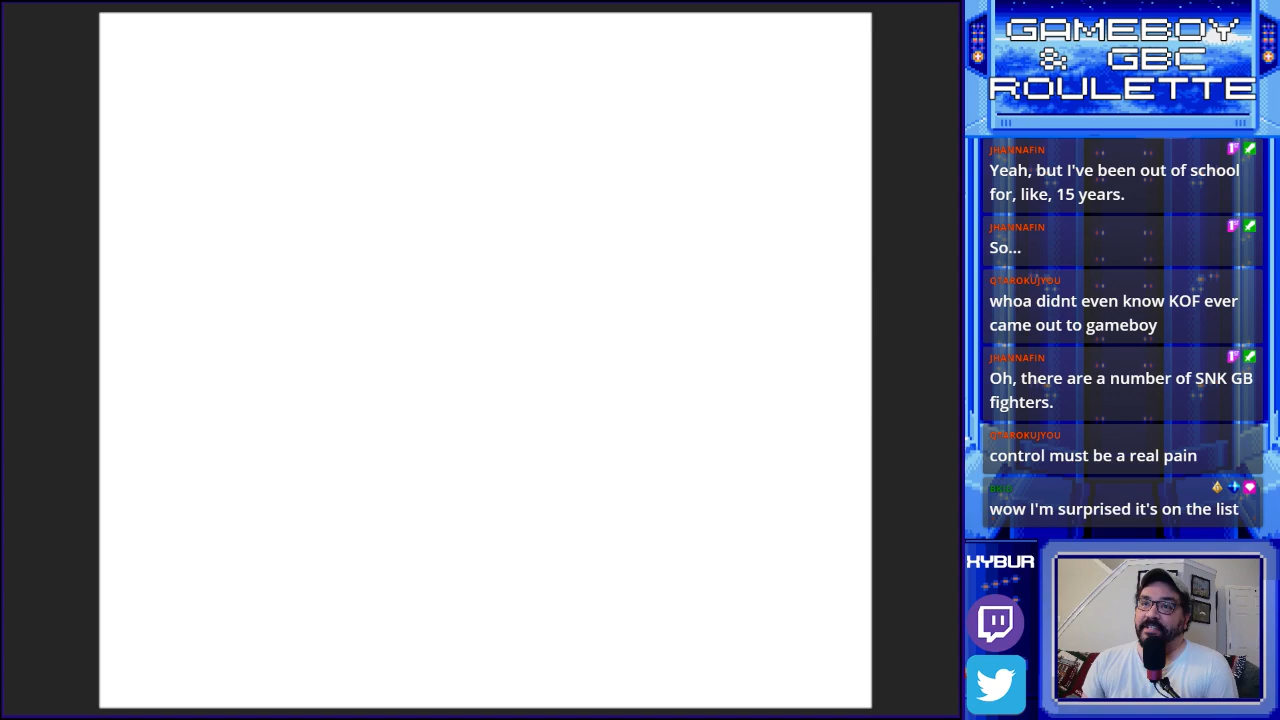 GAMEBOY
& GBC
ROULETTE
JHANNAFIN
Yeah, but I've been out of school
for, like, 15 years.
JHANNAFIN
So...
whoa didnt even know KOF ever
came out to gameboy
JHANNAFIN
Oh, there are a number of SNK GB
fighters.
control must be a real pain
wow I'm surprised it's on the list
HYBUR